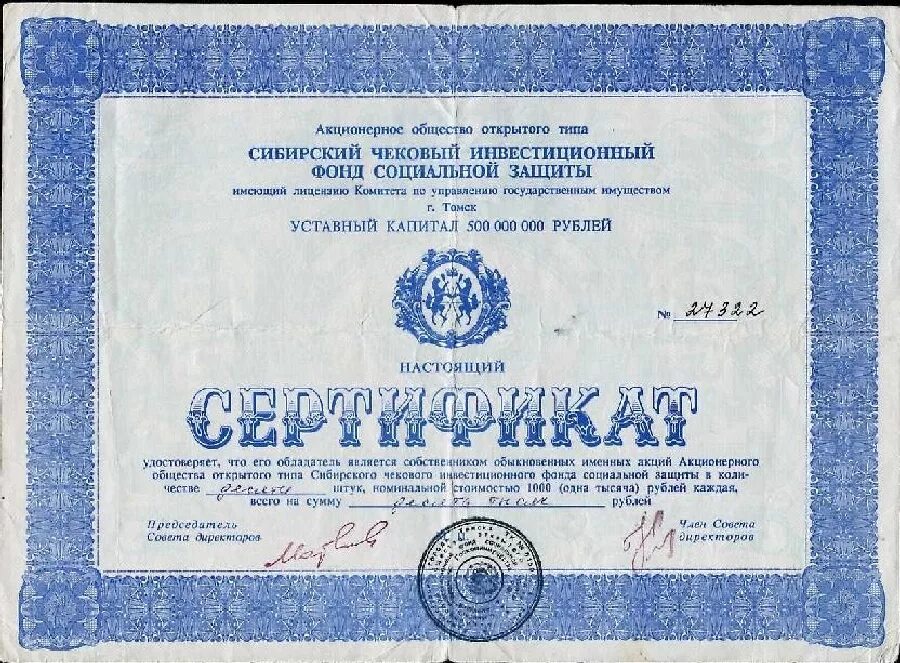 Акционерное общество открытого типа
СИБИРСКИЙ ЧЕКОВЫЙ ИНВЕСТИЦИОННЫЙ
ФОНД СОЦИАЛЬНОЙ ЗАЩИТЫ
имеющий лицензию Комитета по управлению государственным имуществом
г. Томск
УСТАВНЫЙ КАПИТАЛ 500 000 000 РУБЛЕЙ
№ 27322
НАСТОЯЩИЙ
СЕРТИФИКАТ
удостоверяет, что его обладатель является собственником обыкновенных именных акций Акционерного
общества открытого типа Сибирского чекового инвестиционного фонда социальной защиты в коли-
честве десяти штук, номинальной стоимостью 1000 (одна тысяча) рублей каждая,
всего на сумму десять тысяч рублей
Председатель
Совета директоров
Член Совета
директоров